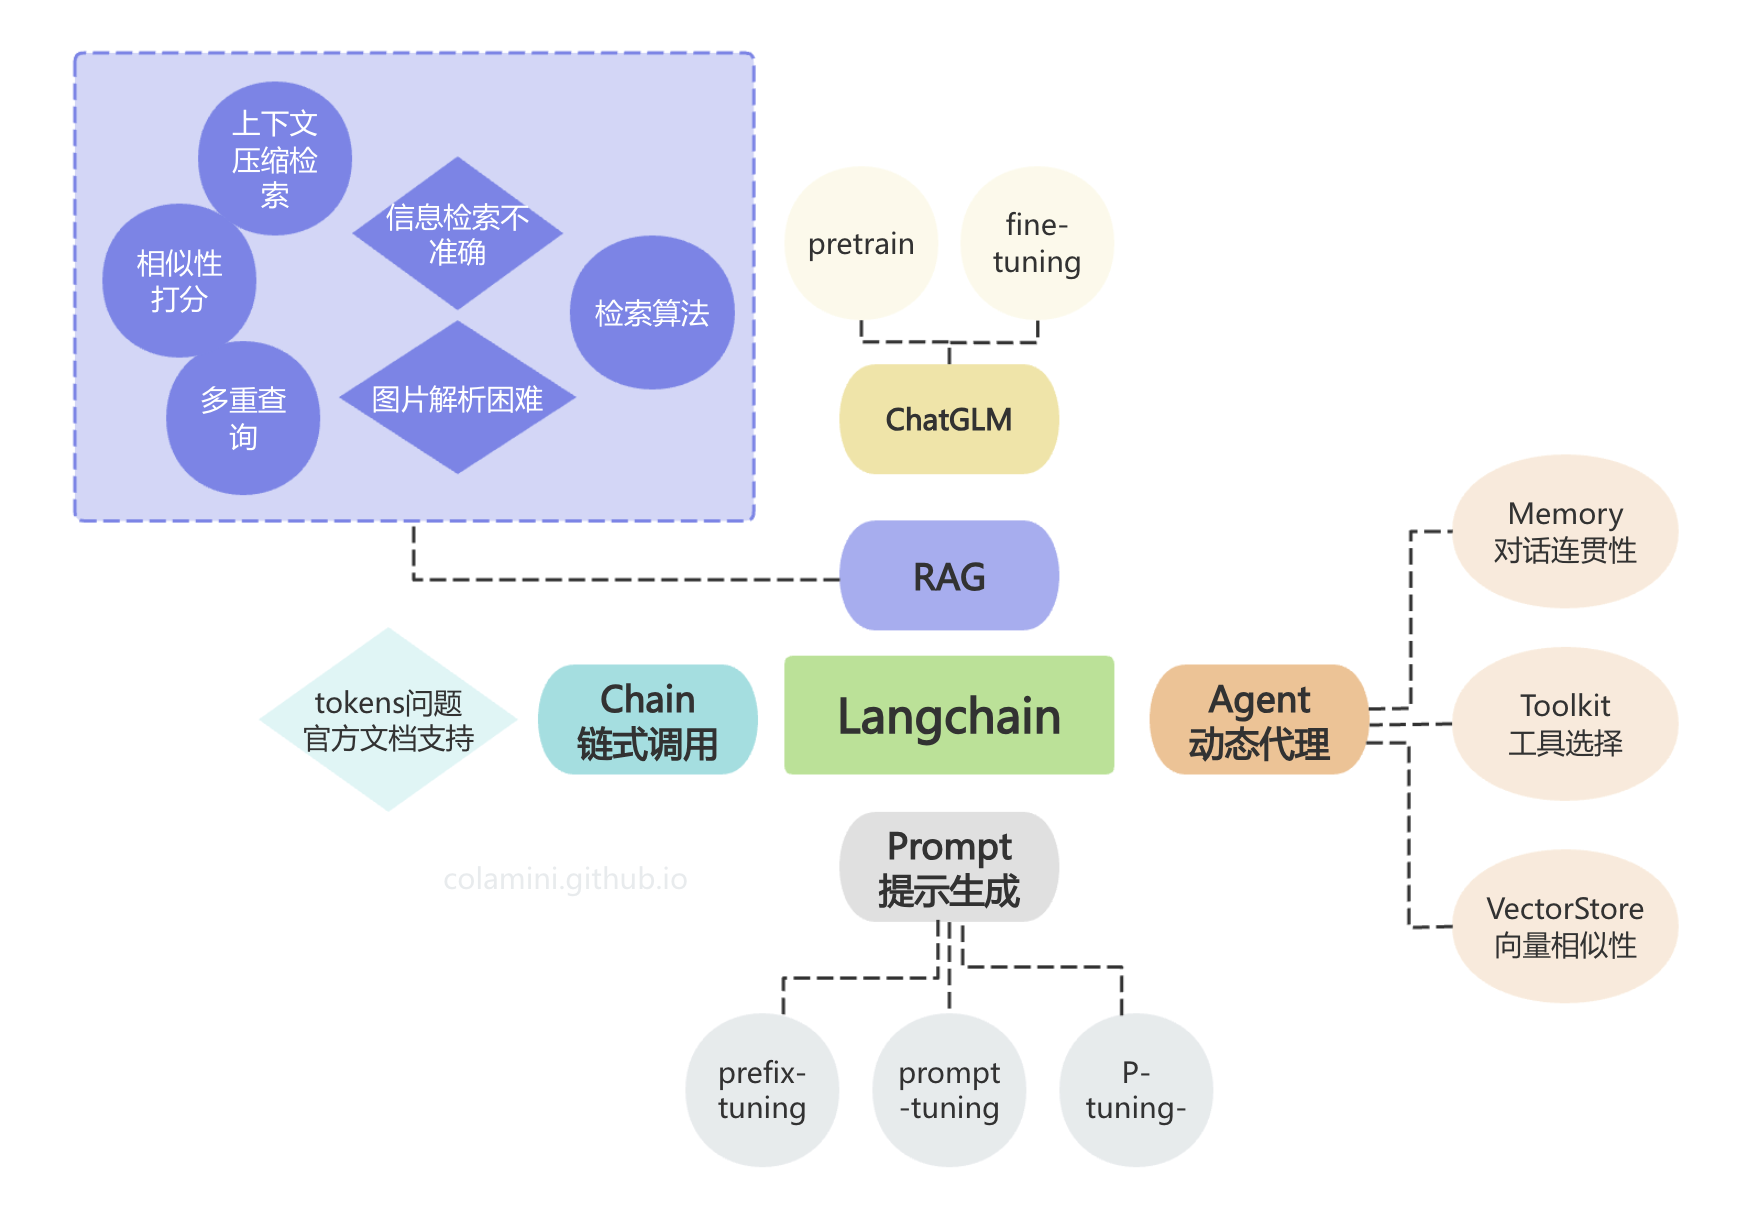 上下文
压缩检
索
信息检索不
准确
相似性
打分
检索算法
多重查
询
图片解析困难
pretrain
fine-
tuning
ChatGLM
RAG
Memory
对话连贯性
tokens问题
官方文档支持
Chain
链式调用
Langchain
Agent
动态代理
Toolkit
工具选择
Prompt
提示生成
colamini.github.io
VectorStore
向量相似性
prefix-
tuning
prompt
-tuning
P-
tuning-